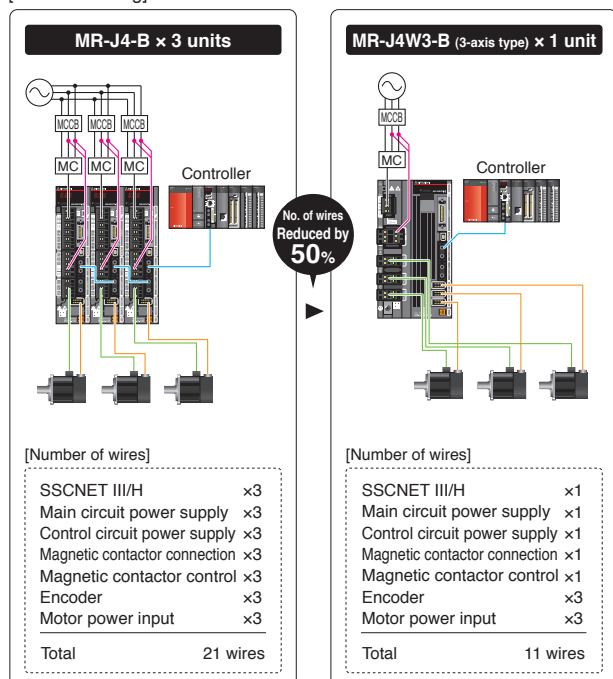 MR-J4-B × 3 units
MCCB MCCB MCCB
MC MC MC
Controller
No. of wires
Reduced by
50%
[Number of wires]
SSCNET III/H ×3
Main circuit power supply ×3
Control circuit power supply ×3
Magnetic contactor connection ×3
Magnetic contactor control ×3
Encoder ×3
Motor power input ×3
Total 21 wires
MR-J4W3-B (3-axis type) × 1 unit
MCCB
MC
Controller
[Number of wires]
SSCNET III/H ×1
Main circuit power supply ×1
Control circuit power supply ×1
Magnetic contactor connection ×1
Magnetic contactor control ×1
Encoder ×3
Motor power input ×3
Total 11 wires